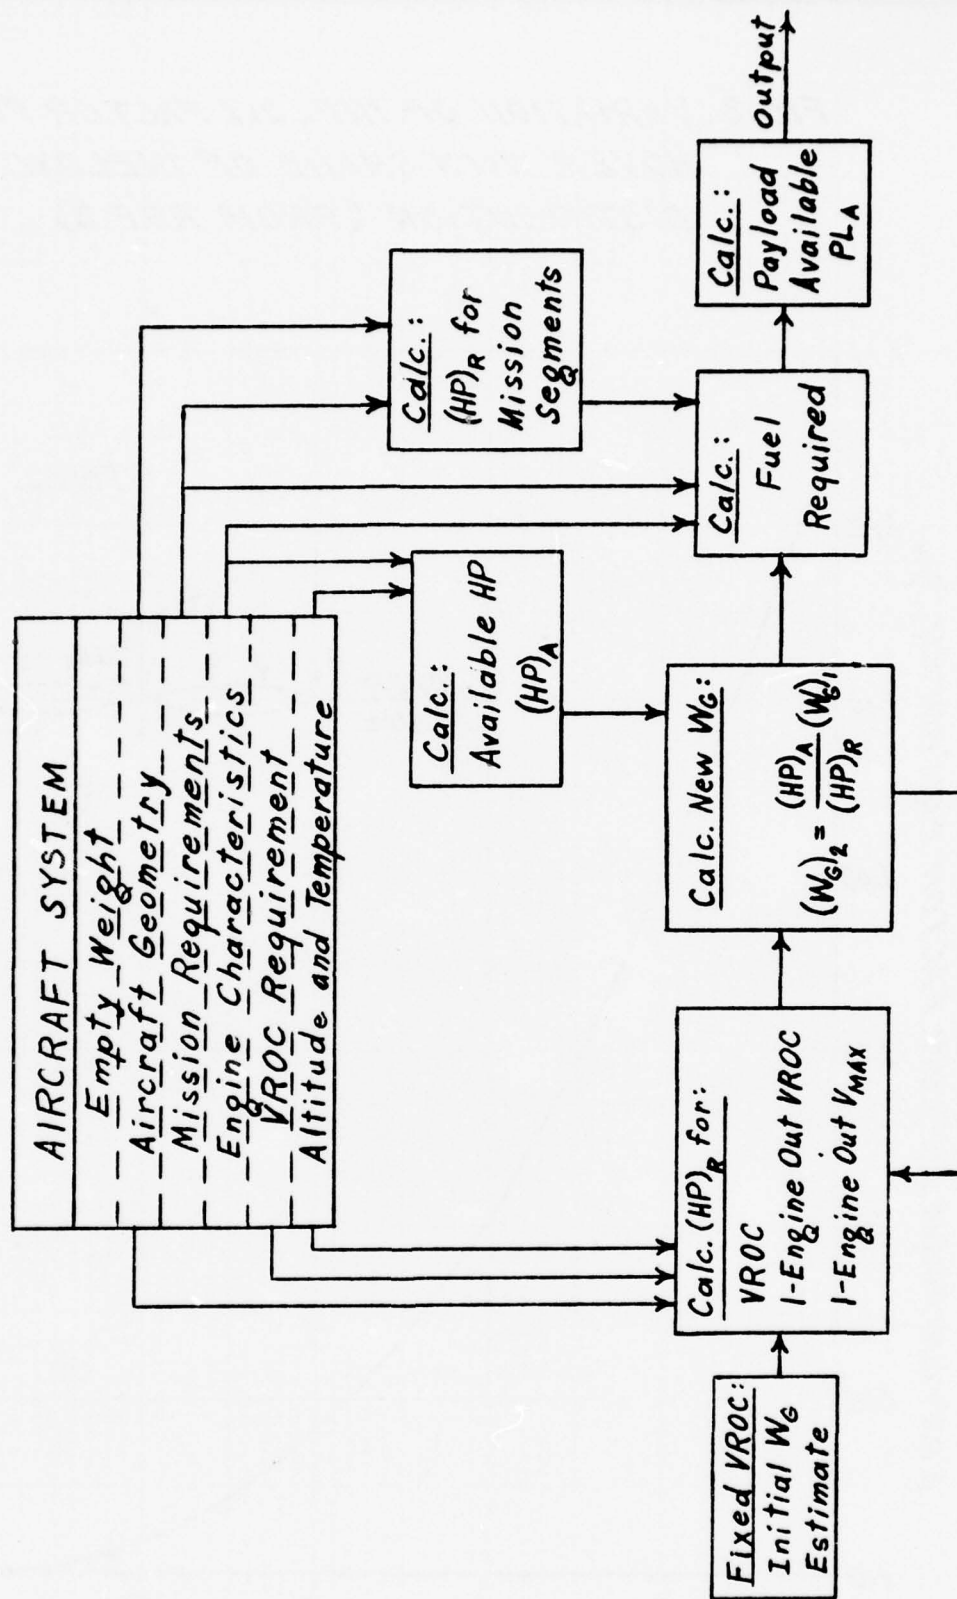 AIRCRAFT SYSTEM
Empty Weight
Aircraft Geometry
Mission Requirements
Engine Characteristics
VROC Requirement
Altitude and Temperature
Calc.:
Available HP
(HP)A
Calc.:
(HP)R for
Mission
Segments
Fixed VROC:
Initial WG
Estimate
Calc. (HP)R for:
VROC
1-Engine Out VROC
1-Engine Out VMAX
Calc. New WG:
(WG)2 = (HP)A/(HP)R (WG)1
Calc.:
Fuel
Required
Calc.:
Payload
Available
PLA
Output